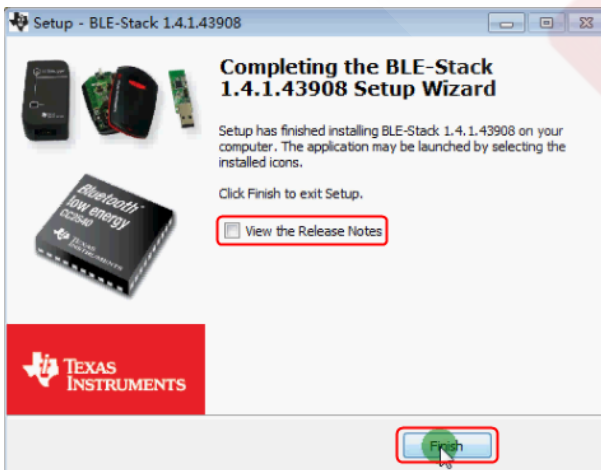 Setup - BLE-Stack 1.4.1.43908
Completing the BLE-Stack
1.4.1.43908 Setup Wizard
Setup has finished installing BLE-Stack 1.4.1.43908 on your
computer. The application may be launched by selecting the
installed icons.
Click Finish to exit Setup.
View the Release Notes
Bluetooth
low energy
CC2540
TEXAS
INSTRUMENTS
TEXAS
INSTRUMENTS
Finish